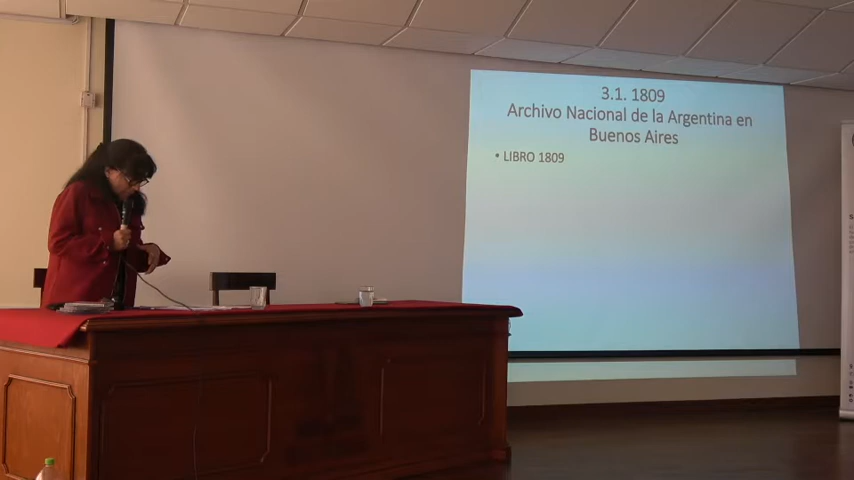 3.1. 1809
Archivo Nacional de la Argentina en
Buenos Aires
• LIBRO 1809